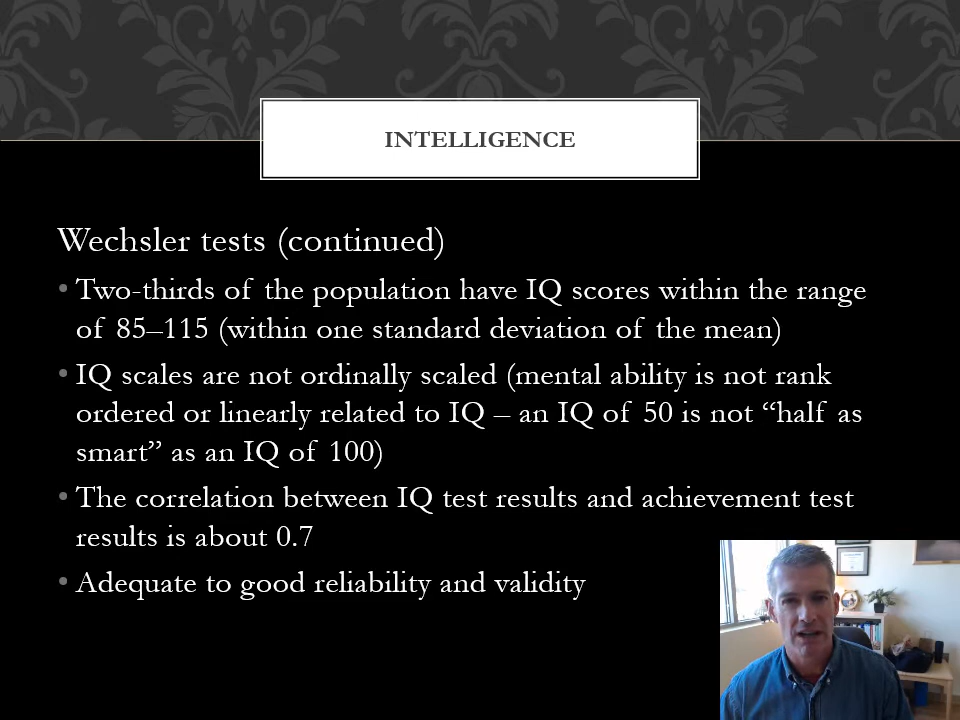 INTELLIGENCE
Wechsler tests (continued)
• Two-thirds of the population have IQ scores within the range
of 85–115 (within one standard deviation of the mean)
• IQ scales are not ordinally scaled (mental ability is not rank
ordered or linearly related to IQ – an IQ of 50 is not “half as
smart” as an IQ of 100)
• The correlation between IQ test results and achievement test
results is about 0.7
• Adequate to good reliability and validity